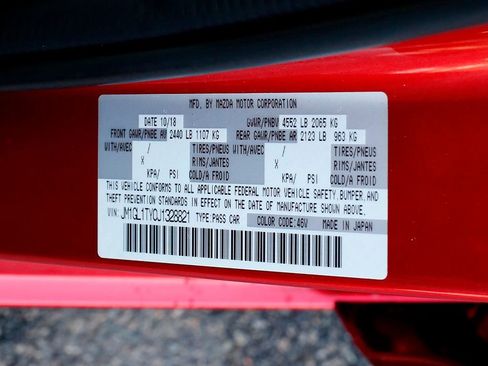 MFD. BY MAZDA MOTOR CORPORATION
DATE 10/18 GVWR/PNBV 4552 LB 2065 KG
FRONT GAWR/PNBE AV 2440 LB 1107 KG REAR GAWR/PNBE AR 2123 LB 963 KG
WITH/AVEC / TIRES/PNEUS WITH/AVEC / TIRES/PNEUS
X RIMS/JANTES X RIMS/JANTES
KPA/ PSI COLD/A FROID KPA/ PSI COLD/A FROID
THIS VEHICLE CONFORMS TO ALL APPLICABLE FEDERAL MOTOR VEHICLE SAFETY,BUMPER,AND
THEFT PREVENTION STANDARDS IN EFFECT ON THE DATE OF MANUFACTURE SHOWN ABOVE.
VIN: JM1GL1TY0J1328821 TYPE:PASS CAR COLOR CODE:46V MADE IN JAPAN